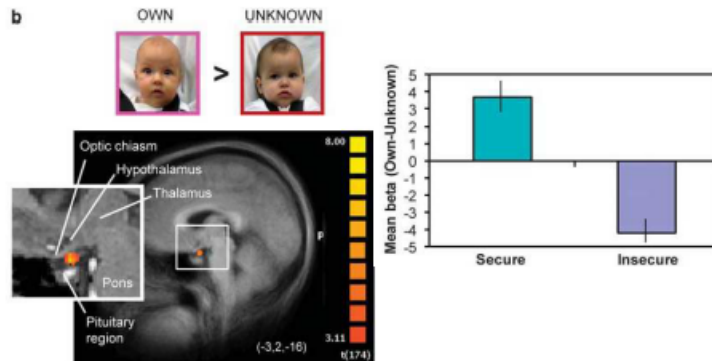 b
OWN
UNKNOWN
>
Optic chiasm
Hypothalamus
Thalamus
Pons
Pituitary
region
8.00
P
3.11
t(174)
(-3,2,-16)
Mean beta (Own-Unknown)
5
4
3
2
1
0
-1
-2
-3
-4
-5
Secure
Insecure